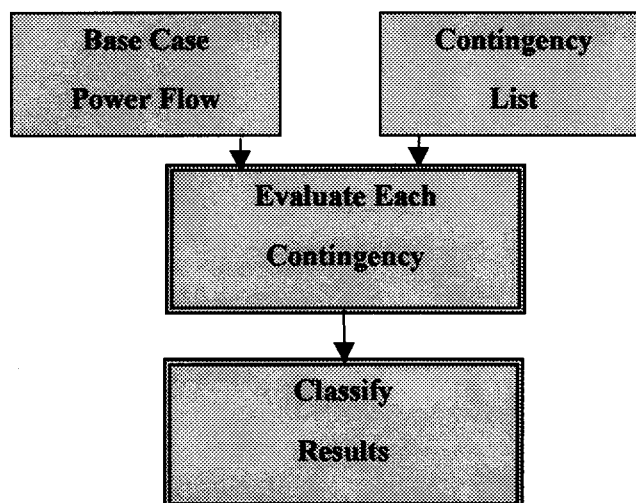 Base Case
Power Flow
Contingency
List
Evaluate Each
Contingency
Classify
Results